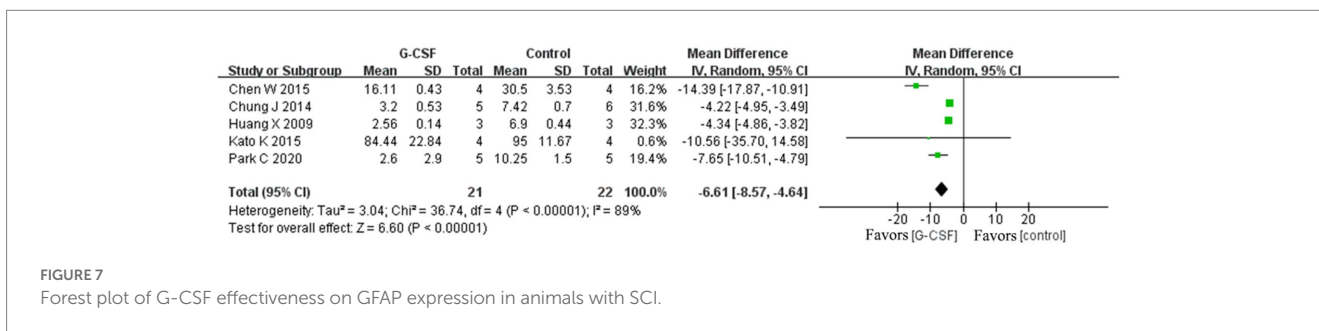 G-CSF Control Mean Difference Mean Difference
Study or Subgroup Mean SD Total Mean SD Total Weight IV, Random, 95% CI IV, Random, 95% CI
Chen W 2015 16.11 0.43 4 30.5 3.53 4 16.2% -14.39 [-17.87, -10.91]
Chung J 2014 3.2 0.53 5 7.42 0.7 6 31.6% -4.22 [-4.95, -3.49]
Huang X 2009 2.56 0.14 3 6.9 0.44 3 32.3% -4.34 [-4.86, -3.82]
Kato K 2015 84.44 22.84 4 95 11.67 4 0.6% -10.56 [-35.70, 14.58]
Park C 2020 2.6 2.9 5 10.25 1.5 5 19.4% -7.65 [-10.51, -4.79]
Total (95% CI) 21 22 100.0% -6.61 [-8.57, -4.64]
Heterogeneity: Tau² = 3.04; Chi² = 36.74, df = 4 (P < 0.00001); I² = 89%
Test for overall effect: Z = 6.60 (P < 0.00001)
-20 -10 0 10 20
Favors [G-CSF] Favors [control]
FIGURE 7
Forest plot of G-CSF effectiveness on GFAP expression in animals with SCI.